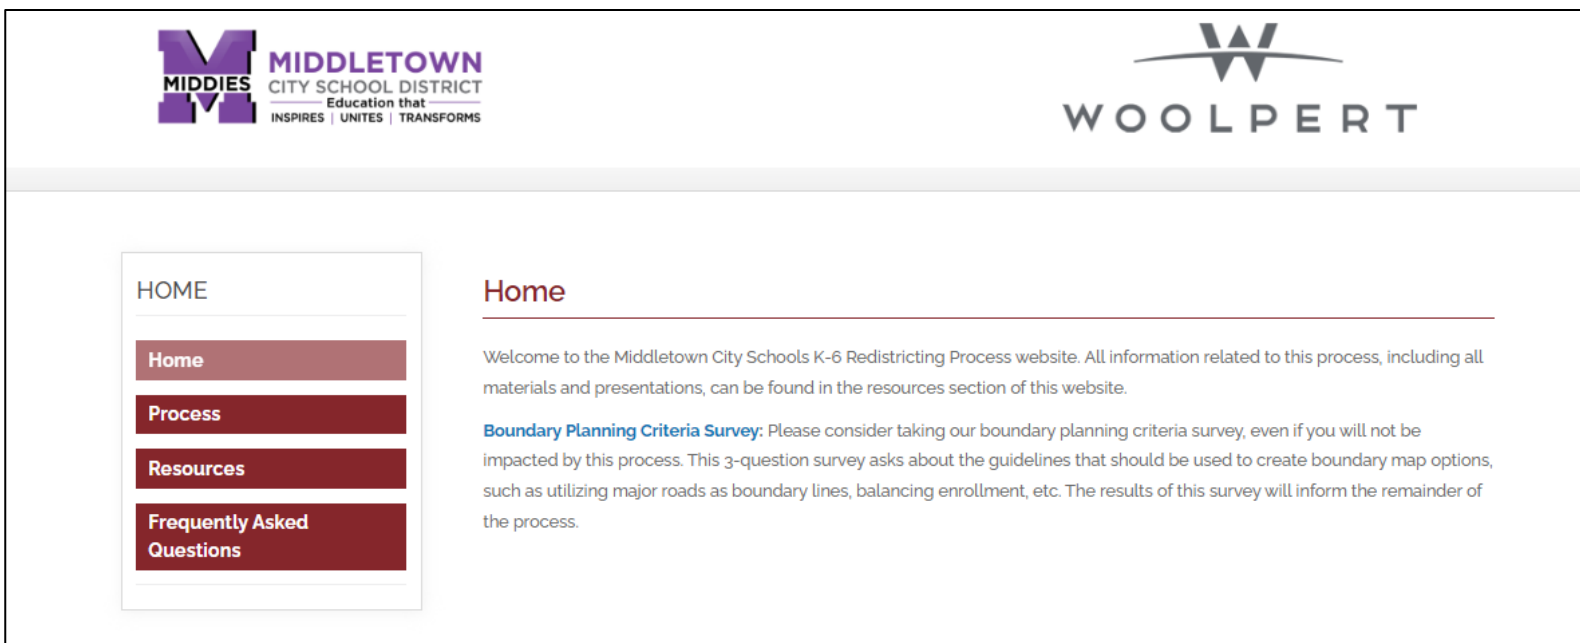 MIDDIES
MIDDLETOWN
CITY SCHOOL DISTRICT
Education that
INSPIRES | UNITES | TRANSFORMS
WOOLPERT
HOME
Home
Process
Resources
Frequently Asked
Questions
Home
Welcome to the Middletown City Schools K-6 Redistricting Process website. All information related to this process, including all
materials and presentations, can be found in the resources section of this website.
Boundary Planning Criteria Survey: Please consider taking our boundary planning criteria survey, even if you will not be
impacted by this process. This 3-question survey asks about the guidelines that should be used to create boundary map options,
such as utilizing major roads as boundary lines, balancing enrollment, etc. The results of this survey will inform the remainder of
the process.